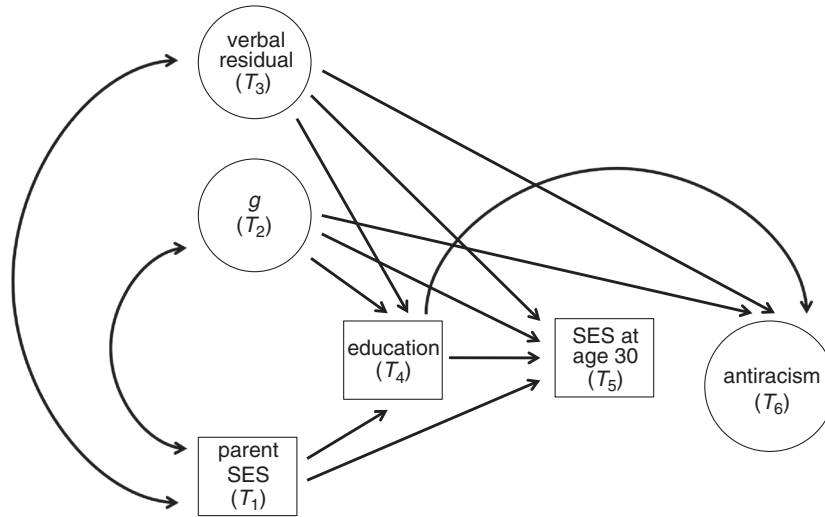 verbal
residual
(T₃)
g
(T₂)
education
(T₄)
SES at
age 30
(T₅)
antiracism
(T₆)
parent
SES
(T₁)